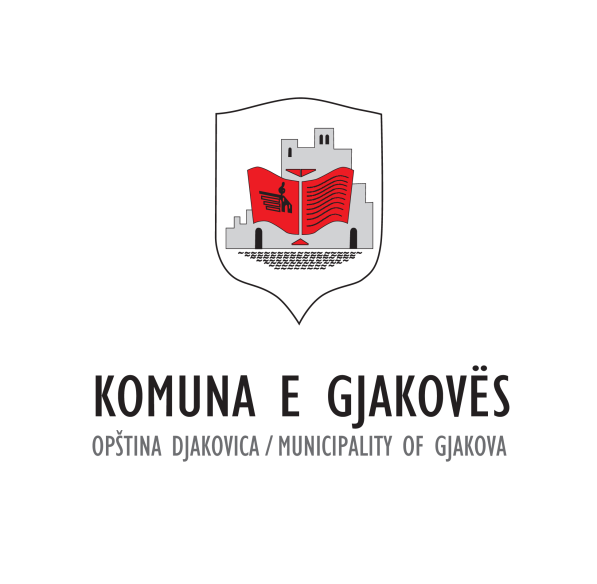 KOMUNA E GJAKOVËS
OPŠTINA DJAKOVICA / MUNICIPALITY OF GJAKOVA